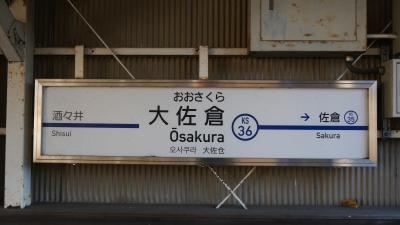 おおさくら
大佐倉
Ōsakura
오사쿠라 大佐仓
KS
36
酒々井
Shisui
→ 佐倉
Sakura
KS
35